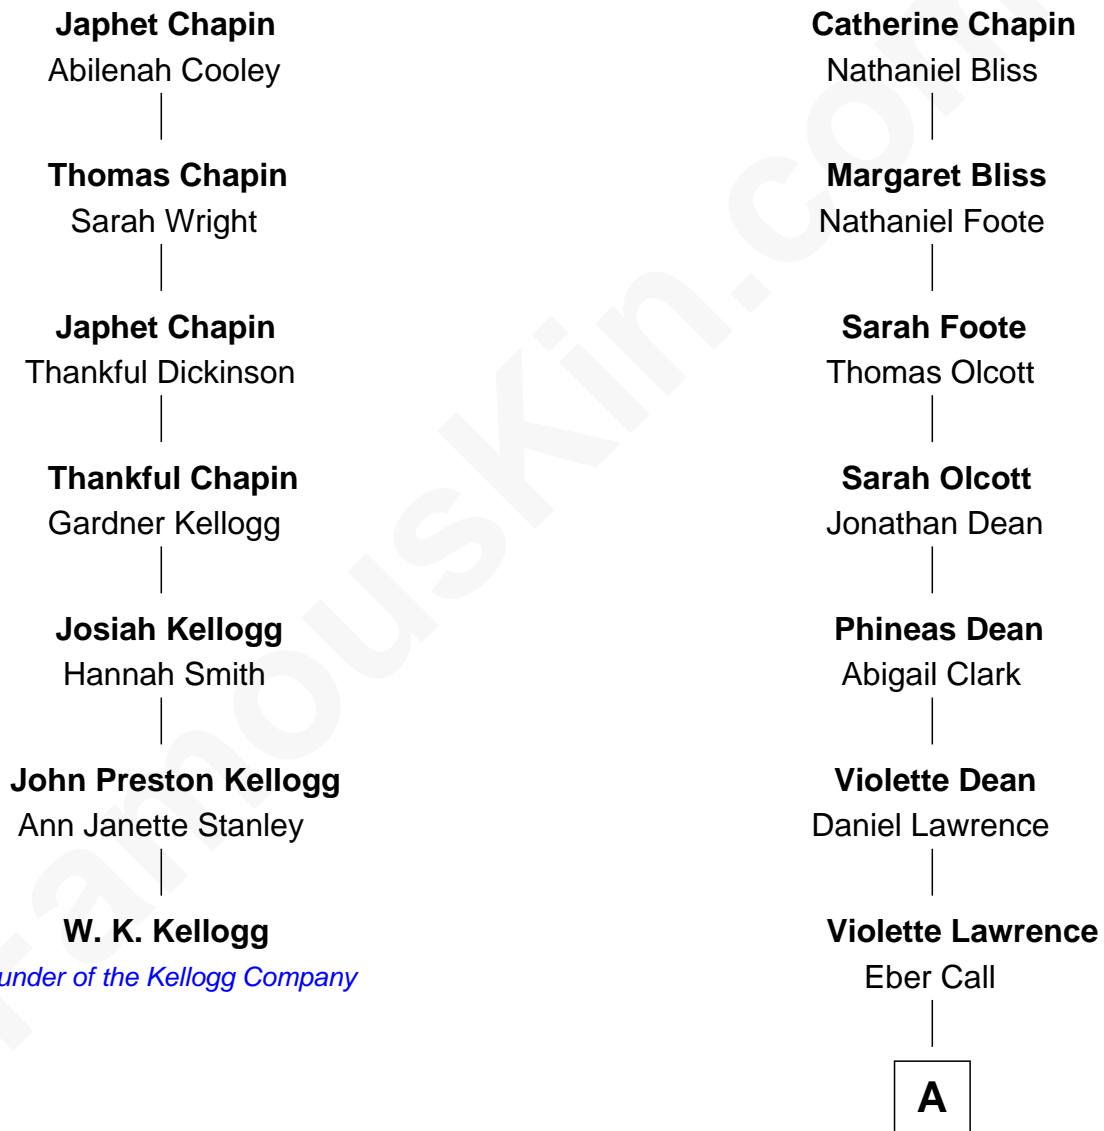 Japhet Chapin
Abilenah Cooley
Thomas Chapin
Sarah Wright
Japhet Chapin
Thankful Dickinson
Thankful Chapin
Gardner Kellogg
Josiah Kellogg
Hannah Smith
John Preston Kellogg
Ann Janette Stanley
W. K. Kellogg
under of the Kellogg Company
Catherine Chapin
Nathaniel Bliss
Margaret Bliss
Nathaniel Foote
Sarah Foote
Thomas Olcott
Sarah Olcott
Jonathan Dean
Phineas Dean
Abigail Clark
Violette Dean
Daniel Lawrence
Violette Lawrence
Eber Call
A
FamousKin.com